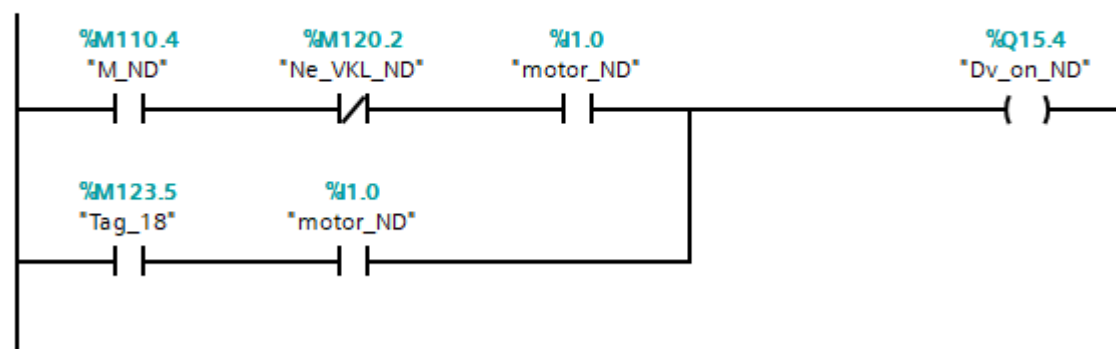 %M110.4 %M120.2 %I1.0 %Q15.4
"M_ND" "Ne_VKL_ND" "motor_ND" "Dv_on_ND"
%M123.5 %I1.0
"Tag_18" "motor_ND"